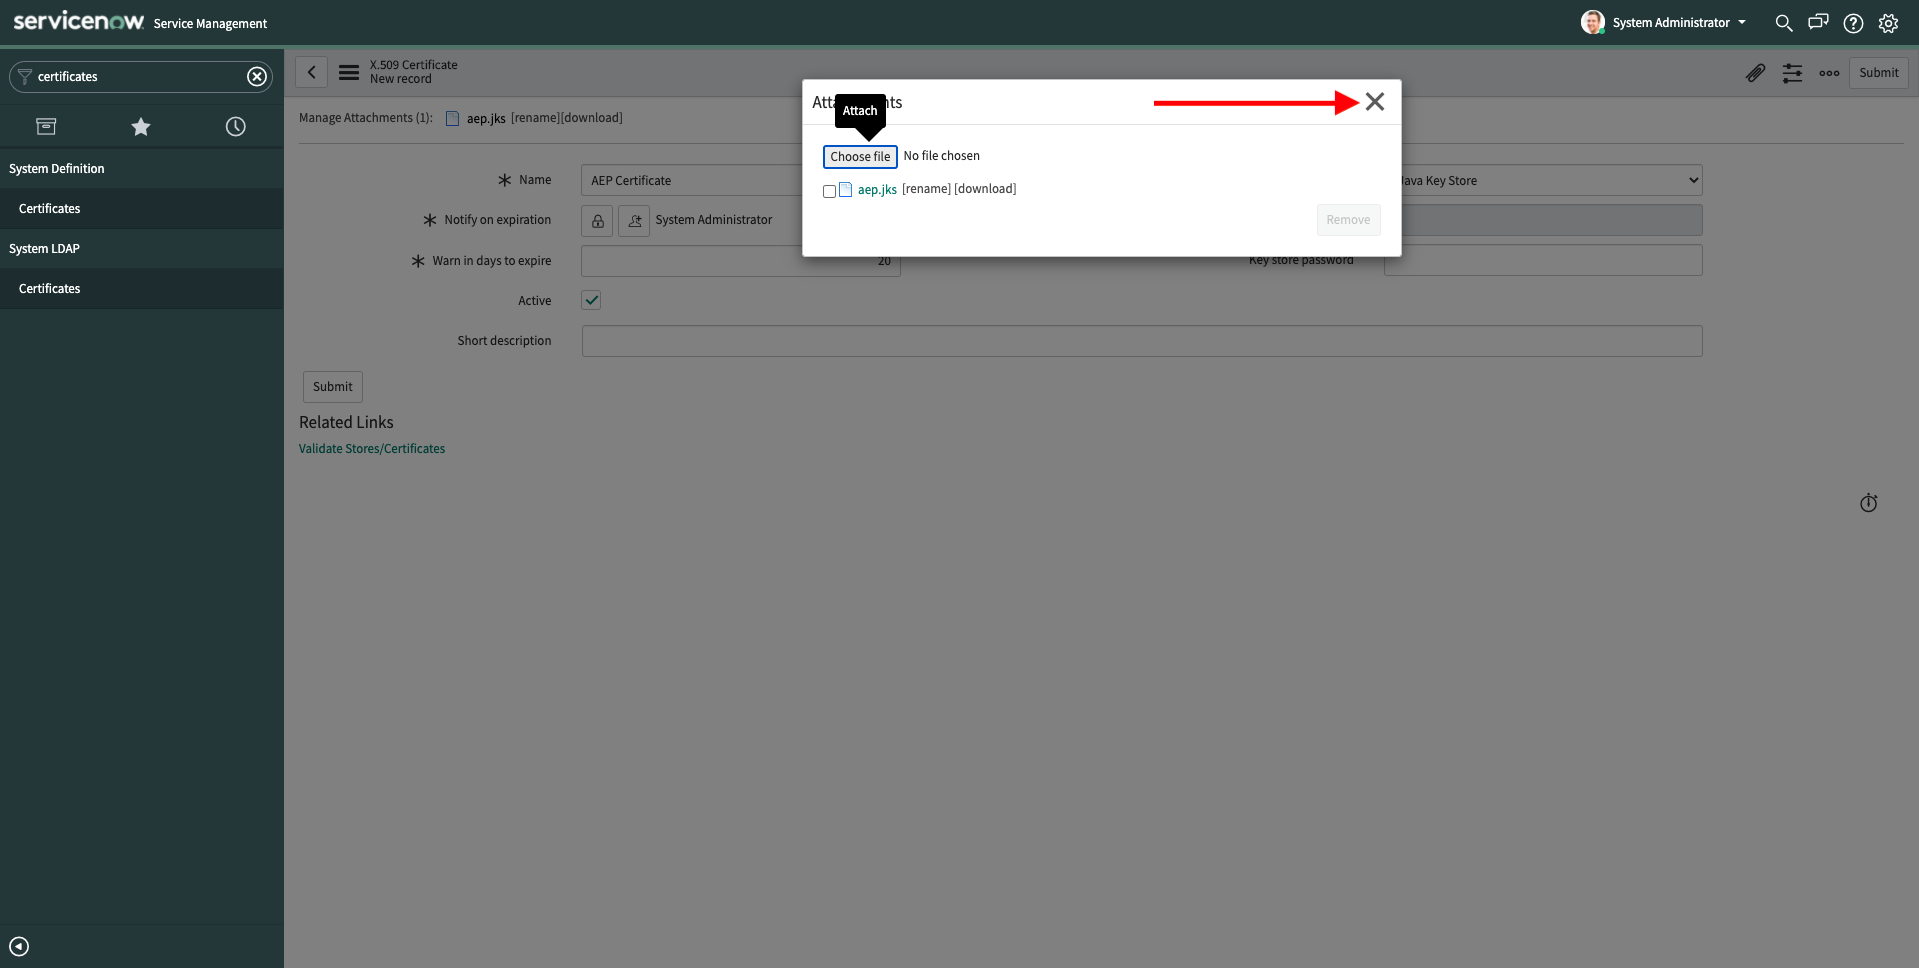 servicenow Service Management
System Administrator
certificates
System Definition
Certificates
System LDAP
Certificates
X.509 Certificate
New record
Submit
Manage Attachments (1): aep.jks [rename][download]
Attach
Choose file No file chosen
aep.jks [rename] [download]
Remove
Name AEP Certificate
Java Key Store
Notify on expiration System Administrator
Warn in days to expire 20
Key store password
Active
Short description
Submit
Related Links
Validate Stores/Certificates